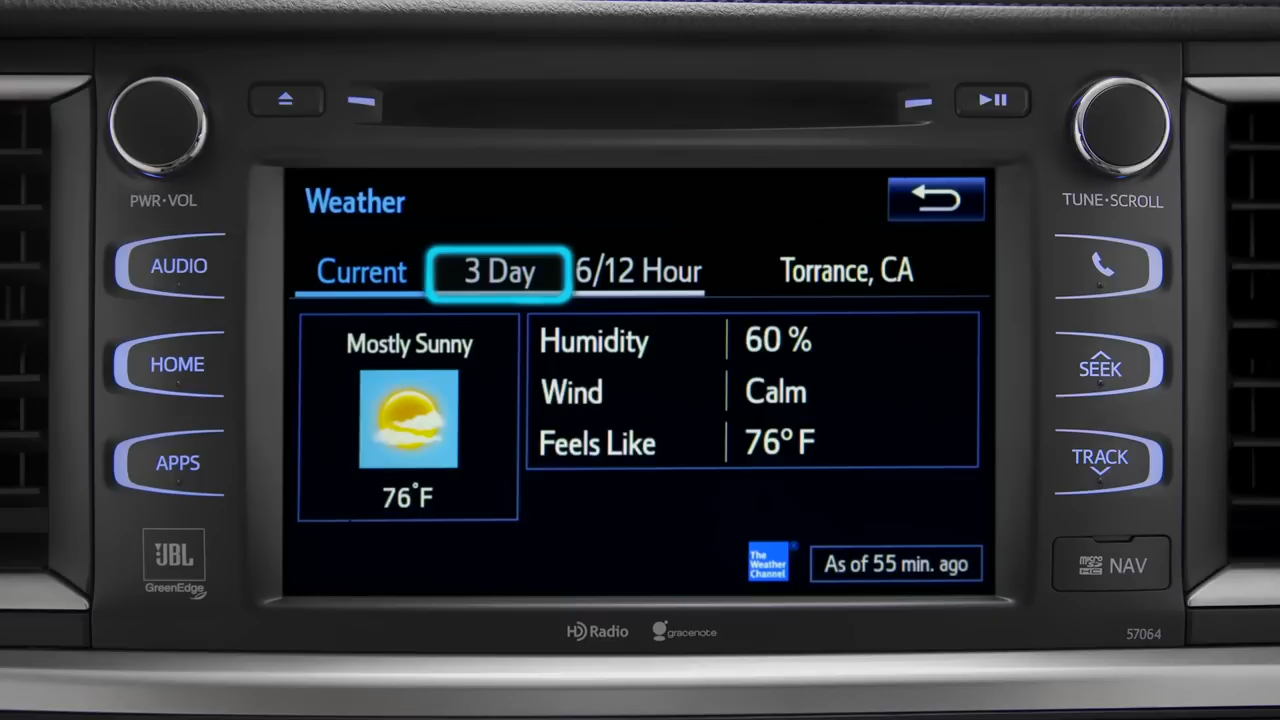 PWR•VOL
TUNE•SCROLL
AUDIO
HOME
APPS
JBL
GreenEdge
Weather
Current
3 Day
6/12 Hour
Torrance, CA
Mostly Sunny
76°F
Humidity
60 %
Wind
Calm
Feels Like
76° F
The
Weather
Channel
As of 55 min. ago
SEEK
TRACK
micro
HC
NAV
HD Radio
gracenote
57064